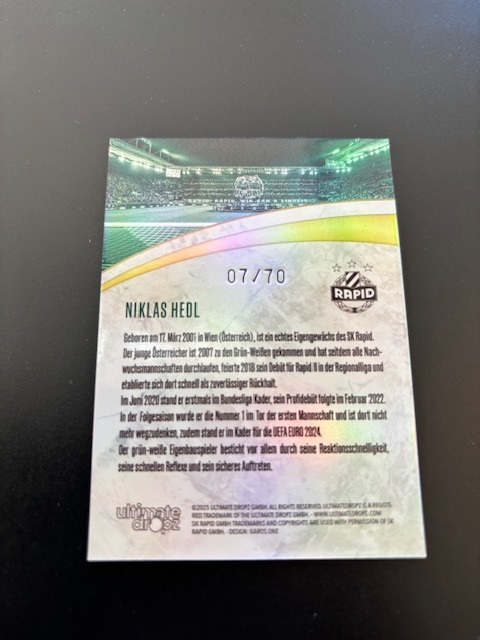 07/70
RAPID
NIKLAS HEDL
Geboren am 17. März 2001 in Wien (Österreich), ist ein echtes Eigengewächs des SK Rapid.
Der junge Österreicher ist 2007 zu den Grün-Weißen gekommen und hat seitdem alle Nach-
wuchsmannschaften durchlaufen, feierte 2018 sein Debüt für Rapid II in der Regionalliga und
etablierte sich dort schnell als zuverlässiger Rückhalt.
Im Juni 2020 stand er erstmals im Bundesliga Kader, sein Profidebüt folgte im Februar 2022.
In der Folgesaison wurde er die Nummer 1 im Tor der ersten Mannschaft und ist dort nicht
mehr wegzudenken, zudem stand er im Kader für die UEFA EURO 2024.
Der grün-weiße Eigenbauspieler besticht vor allem durch seine Reaktionsschnelligkeit,
seine schnellen Reflexe und sein sicheres Auftreten.
ultimate
dropz
©2025 ULTIMATE DROPZ GMBH. ALL RIGHTS RESERVED. ULTIMATEDROPZ IS A REGISTE-
RED TRADEMARK OF THE ULTIMATE DROPZ GMBH. - WWW.ULTIMATEDROPZ.COM
SK RAPID GMBH TRADEMARKS AND COPYRIGHTS ARE USED WITH PERMISSION OF SK
RAPID GMBH. - DESIGN: KAROS.ONE